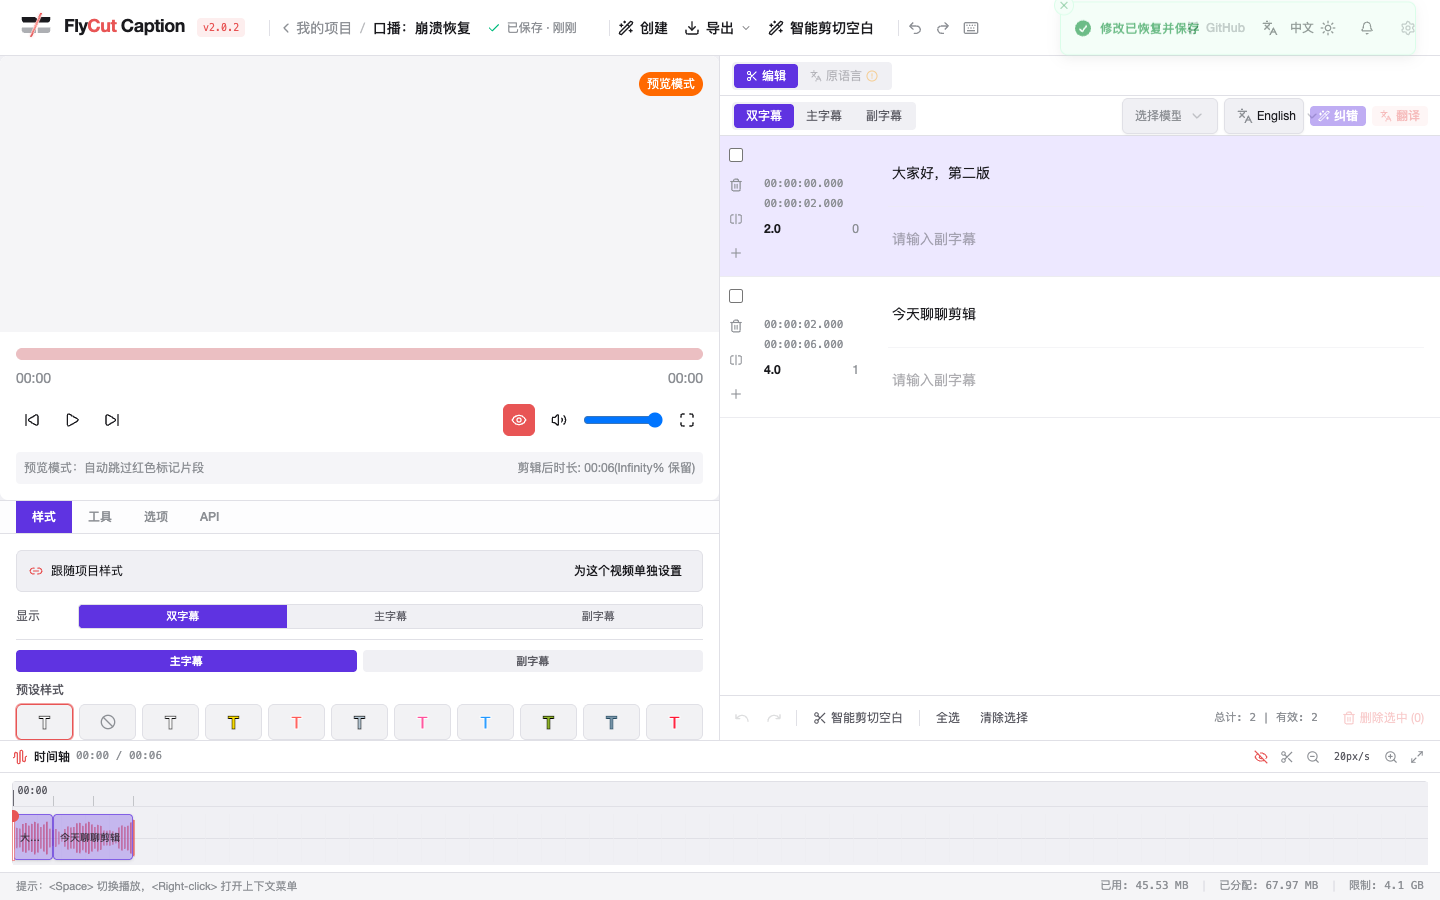 FlyCut Caption v2.0.2
我的项目 / 口播：崩溃恢复
已保存 · 刚刚
创建
导出
智能剪切空白
修改已恢复并保存
GitHub
中文
预览模式
00:00
00:00
预览模式：自动跳过红色标记片段
剪辑后时长: 00:06(Infinity% 保留)
样式
工具
选项
API
跟随项目样式
为这个视频单独设置
显示
双字幕
主字幕
副字幕
主字幕
副字幕
预设样式
T
T
T
T
T
T
T
T
T
T
编辑
原语言
双字幕
主字幕
副字幕
选择模型
English
纠错
翻译
00:00:00.000
00:00:02.000
2.0
0
大家好，第二版
请输入副字幕
00:00:02.000
00:00:06.000
4.0
1
今天聊聊剪辑
请输入副字幕
智能剪切空白
全选
清除选择
总计: 2 | 有效: 2
删除选中 (0)
时间轴
00:00 / 00:06
20px/s
00:00
大...
今天聊聊剪辑
提示：<Space> 切换播放，<Right-click> 打开上下文菜单
已用: 45.53 MB
已分配: 67.97 MB
限制: 4.1 GB